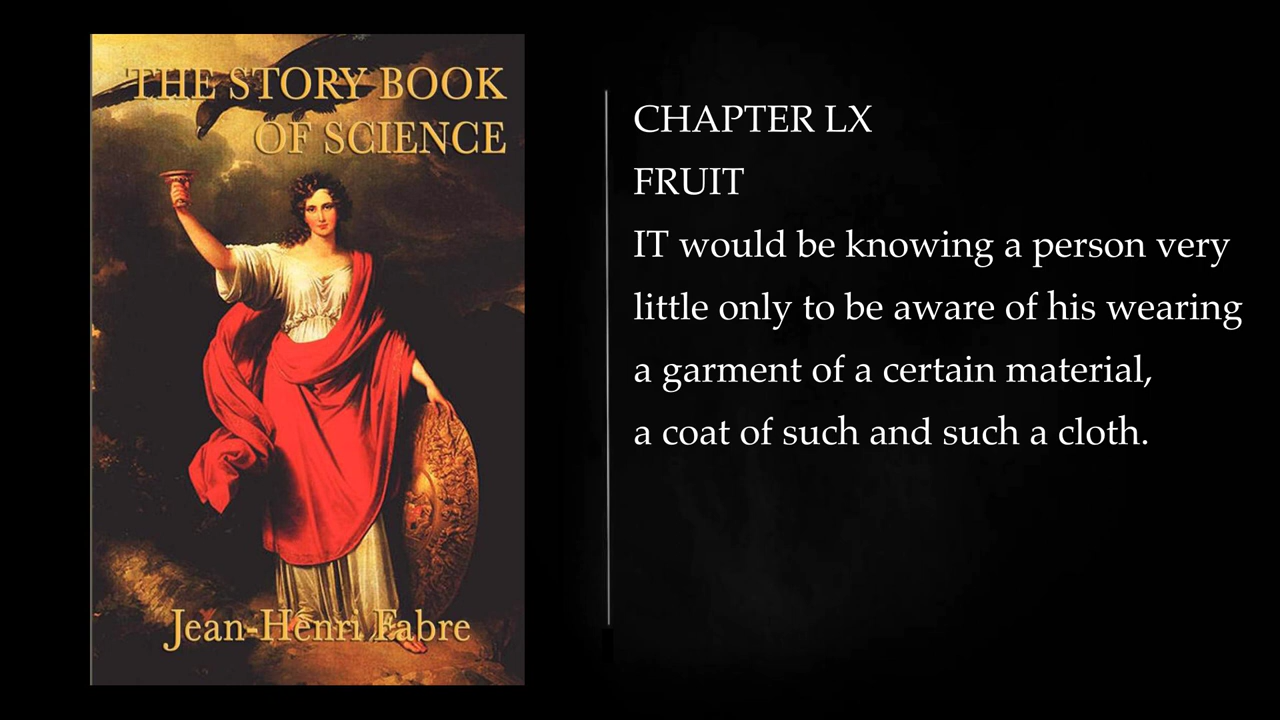 THE STORY BOOK
OF SCIENCE
Jean-Henri Fabre
CHAPTER LX
FRUIT
IT would be knowing a person very
little only to be aware of his wearing
a garment of a certain material,
a coat of such and such a cloth.